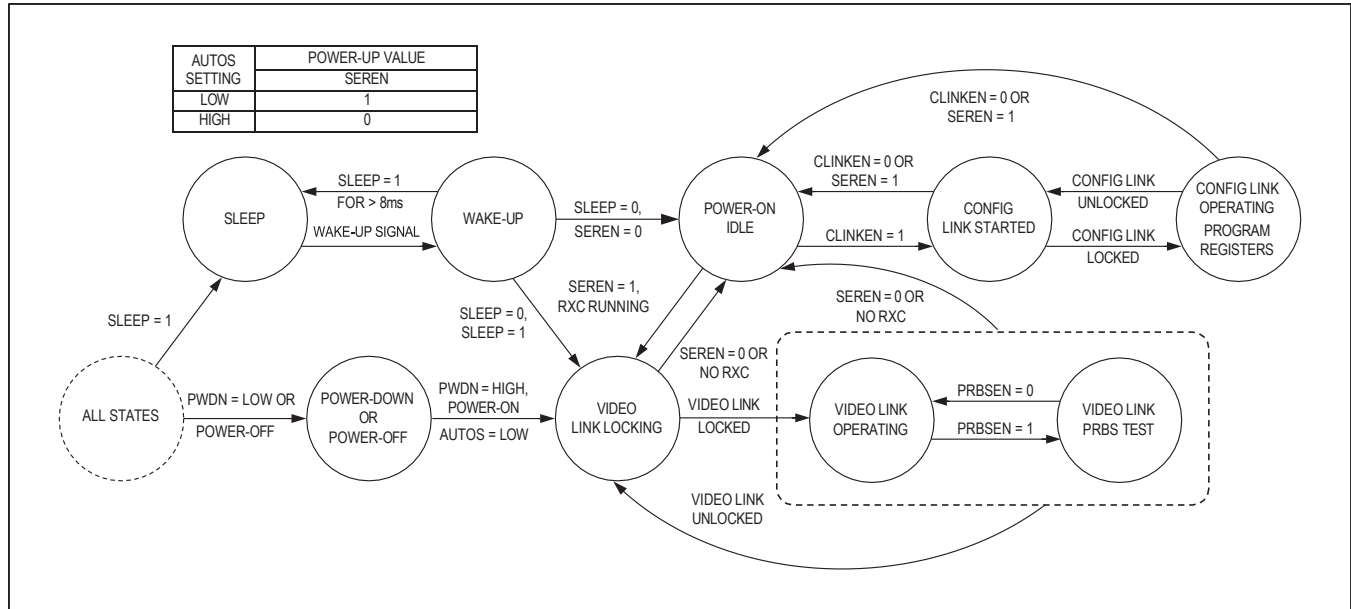 AUTOS SETTING
POWER-UP VALUE
SEREN
LOW
1
HIGH
0
CLINKEN = 0 OR
SEREN = 1
SLEEP
SLEEP = 1
FOR > 8ms
WAKE-UP SIGNAL
WAKE-UP
SLEEP = 0,
SEREN = 0
POWER-ON
IDLE
CLINKEN = 0 OR
SEREN = 1
CLINKEN = 1
CONFIG
LINK STARTED
CONFIG LINK
UNLOCKED
CONFIG LINK
LOCKED
CONFIG LINK
OPERATING
PROGRAM
REGISTERS
SLEEP = 1
SLEEP = 0,
SLEEP = 1
SEREN = 1,
RXC RUNNING
SEREN = 0 OR
NO RXC
SEREN = 0 OR
NO RXC
ALL STATES
PWDN = LOW OR
POWER-OFF
POWER-DOWN
OR
POWER-OFF
PWDN = HIGH,
POWER-ON
AUTOS = LOW
VIDEO
LINK LOCKING
VIDEO LINK
LOCKED
VIDEO LINK
OPERATING
PRBSEN = 0
PRBSEN = 1
VIDEO LINK
PRBS TEST
VIDEO LINK
UNLOCKED